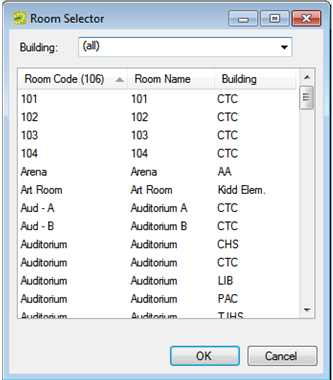 Room Selector
Building: (all)
Room Code (106) Room Name Building
101 101 CTC
102 102 CTC
103 103 CTC
104 104 CTC
Arena Arena AA
Art Room Art Room Kidd Elem.
Aud - A Auditorium A CTC
Aud - B Auditorium B CTC
Auditorium Auditorium CHS
Auditorium Auditorium CTC
Auditorium Auditorium LIB
Auditorium Auditorium PAC
Auditorium Auditorium TJHS
OK Cancel